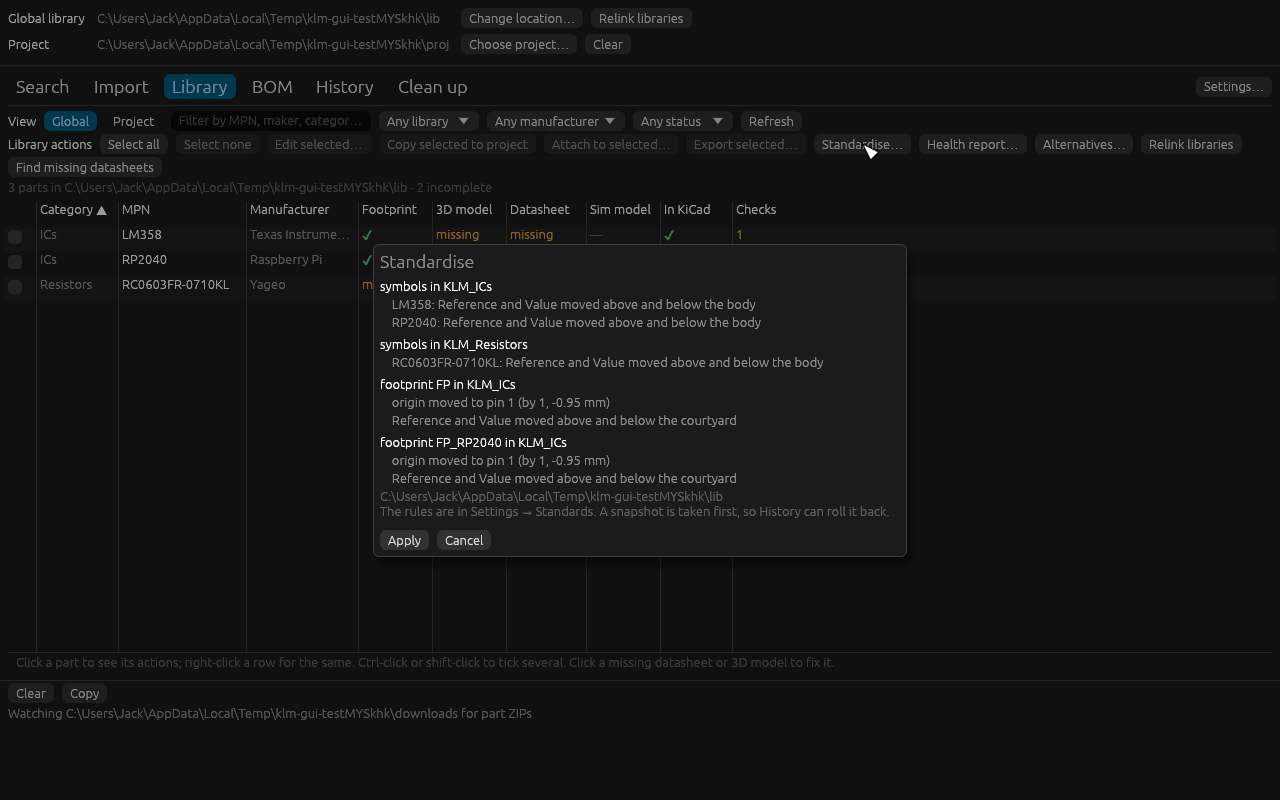 Global library C:\Users\Jack\AppData\Local\Temp\klm-gui-testMYSkhk\lib Change location… Relink libraries
Project C:\Users\Jack\AppData\Local\Temp\klm-gui-testMYSkhk\proj Choose project… Clear
Search Import Library BOM History Clean up Settings…
View Global Project Filter by MPN, maker, categor… Any library Any manufacturer Any status Refresh
Library actions Select all Select none Edit selected… Copy selected to project Attach to selected… Export selected… Standardise… Health report… Alternatives… Relink libraries
Find missing datasheets
3 parts in C:\Users\Jack\AppData\Local\Temp\klm-gui-testMYSkhk\lib · 2 incomplete
Category ▲ MPN Manufacturer Footprint 3D model Datasheet Sim model In KiCad Checks
ICs LM358 Texas Instrume… ✔ missing missing — ✔ 1
ICs RP2040 Raspberry Pi ✔
Resistors RC0603FR-0710KL Yageo m
Standardise
symbols in KLM_ICs
LM358: Reference and Value moved above and below the body
RP2040: Reference and Value moved above and below the body
symbols in KLM_Resistors
RC0603FR-0710KL: Reference and Value moved above and below the body
footprint FP in KLM_ICs
origin moved to pin 1 (by 1, -0.95 mm)
Reference and Value moved above and below the courtyard
footprint FP_RP2040 in KLM_ICs
origin moved to pin 1 (by 1, -0.95 mm)
Reference and Value moved above and below the courtyard
C:\Users\Jack\AppData\Local\Temp\klm-gui-testMYSkhk\lib
The rules are in Settings → Standards. A snapshot is taken first, so History can roll it back.
Apply Cancel
Click a part to see its actions; right-click a row for the same. Ctrl-click or shift-click to tick several. Click a missing datasheet or 3D model to fix it.
Clear Copy
Watching C:\Users\Jack\AppData\Local\Temp\klm-gui-testMYSkhk\downloads for part ZIPs